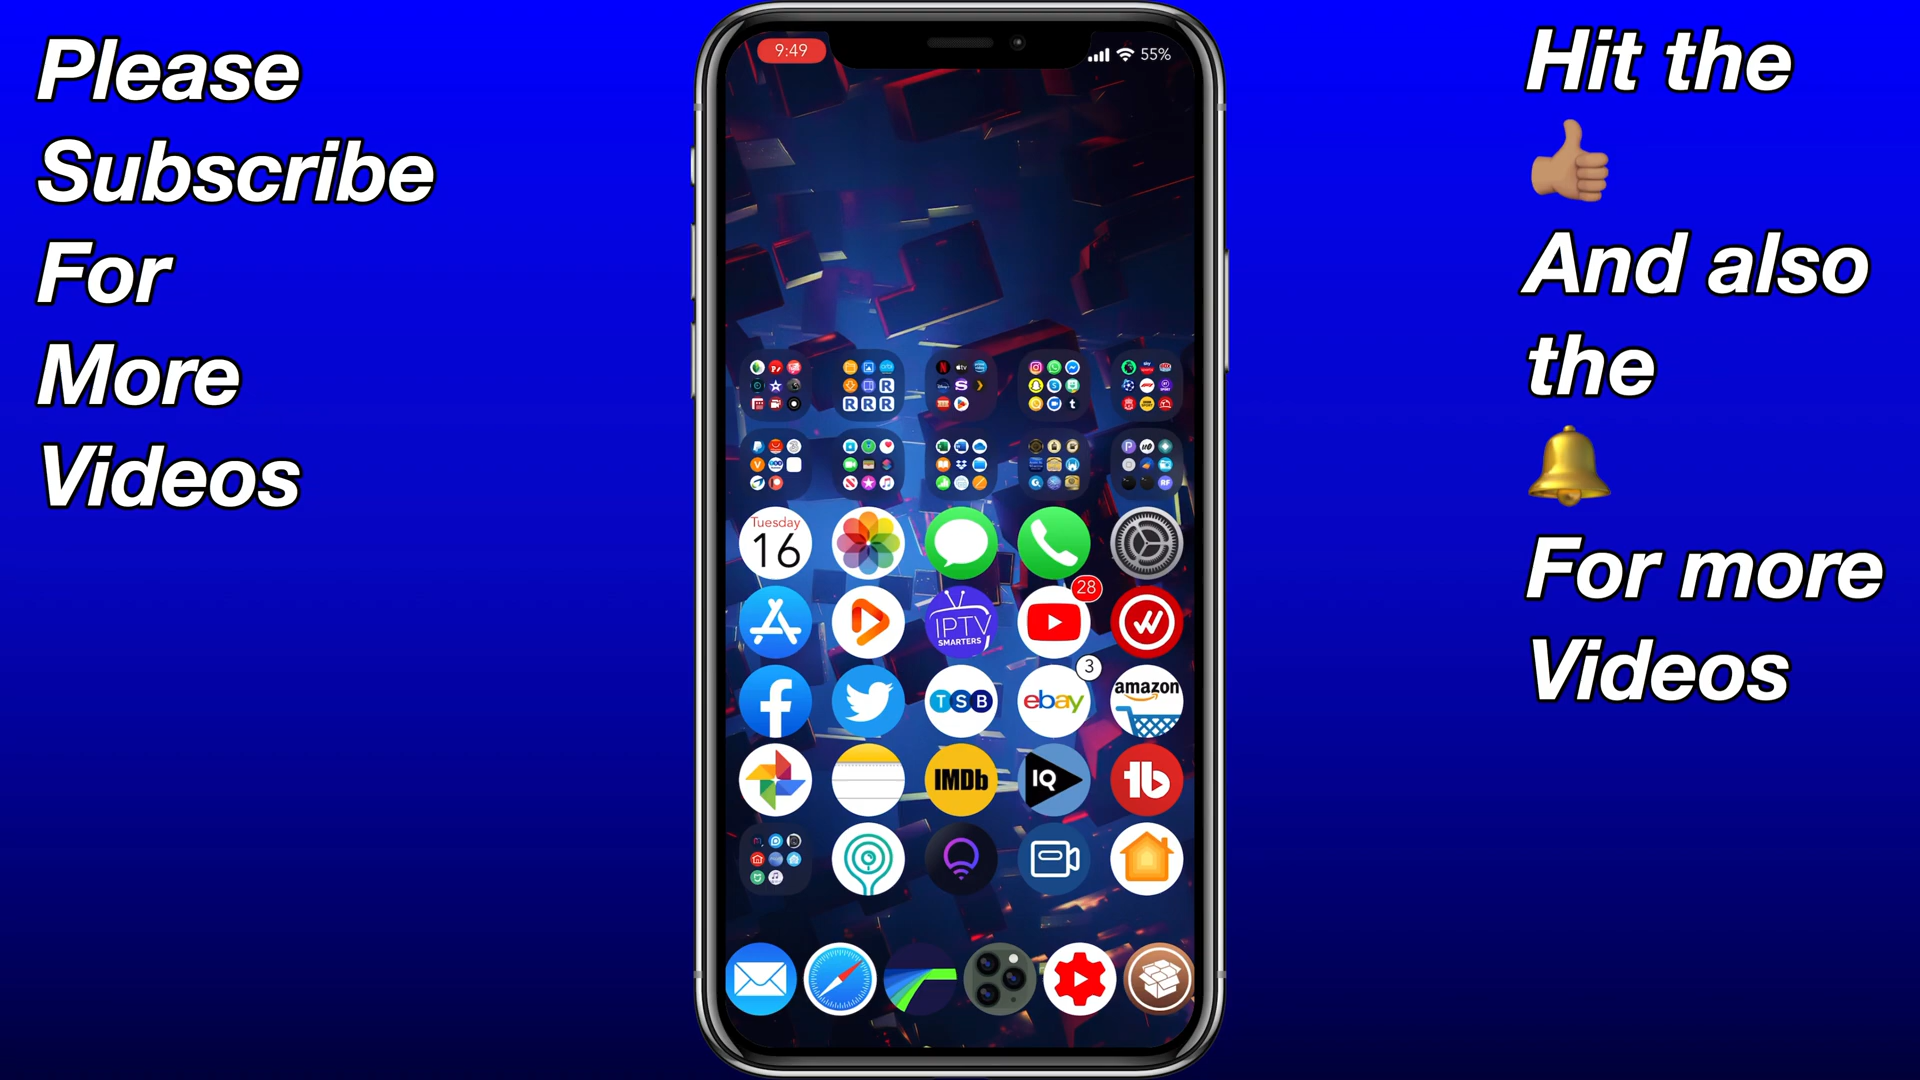 Please
Subscribe
For
More
Videos
9:49
55%
R
R R R
Tuesday
16
28
IPTV
SMARTERS
3
TSB
ebay
amazon
IMDb
IQ
tb
Hit the
And also
the
For more
Videos